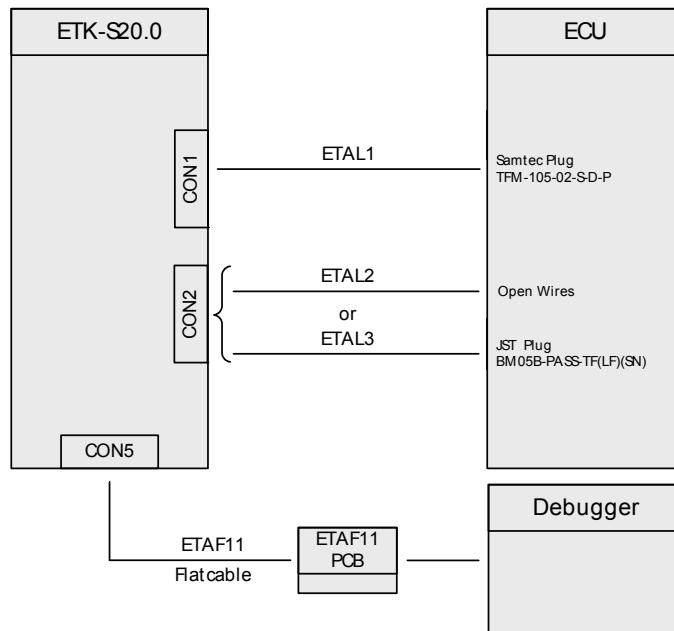 ETK-S20.0
ECU
CON1
ETAL1
Samtec Plug
TFM-105-02-S-D-P
CON2
ETAL2
Open Wires
or
ETAL3
JST Plug
BM05B-PASS-TF(LF)(SN)
CON5
Debugger
ETAF11
Flatcable
ETAF11
PCB